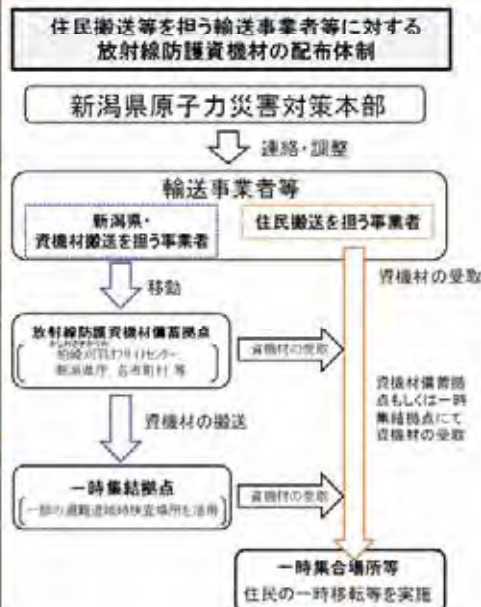 住民搬送等を担う輸送事業者等に対する
放射線防護資機材の配布体制
新潟県原子力災害対策本部
連絡・調整
輸送事業者等
新潟県・
資機材搬送を担う事業者
住民搬送を担う事業者
資機材の受取
移動
放射線防護資機材備蓄拠点
柏崎刈羽オフサイトセンター
新潟県庁、各市町村 等
資機材の受取
資機材備蓄拠
点もしくは一時
集結拠点にて
資機材の受取
資機材の搬送
一時集結拠点
一部の避難退域時検査場所を活用
資機材の受取
一時集合場所等
住民の一時移転等を実施